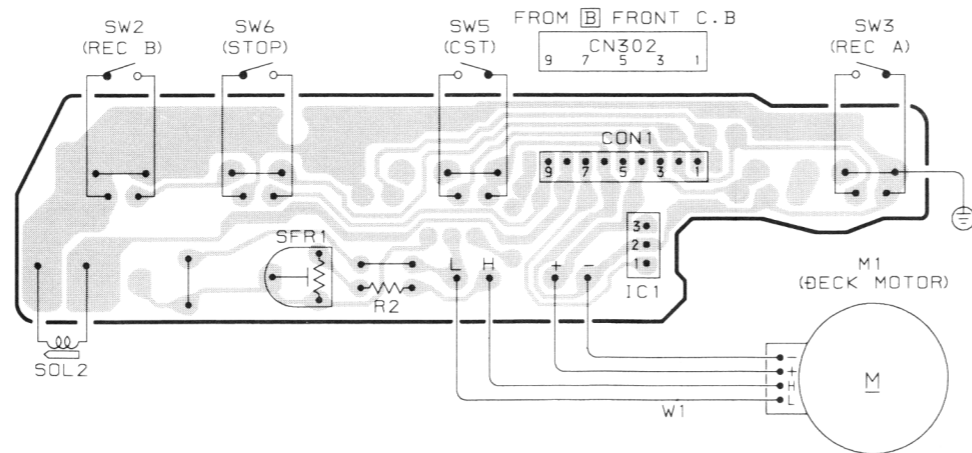 FROM B FRONT C.B
SW2
(REC B)
SW6
(STOP)
SW5
(CST)
CN302
9 7 5 3 1
SW3
(REC A)
CON1
9 7 5 3 1
3
2
1
IC1
SFR1
R2
L H + -
M1
(DECK MOTOR)
SOL2
-
+
H
L
M
W1